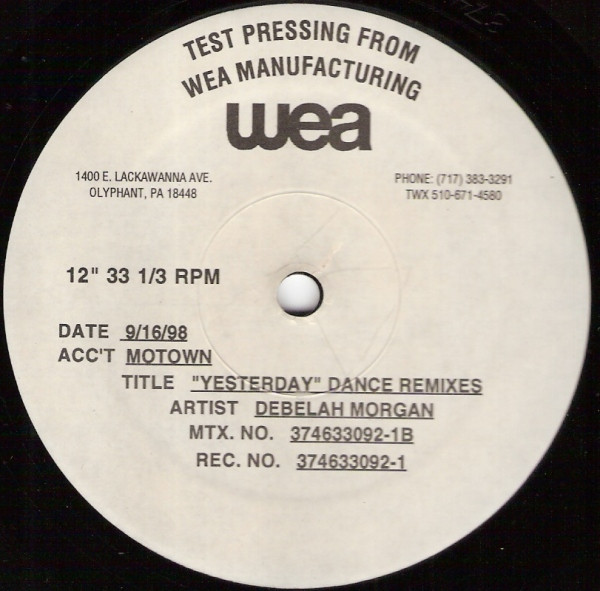 TEST PRESSING FROM
WEA MANUFACTURING
wea
1400 E. LACKAWANNA AVE.
OLYPHANT, PA 18448
PHONE: (717) 383-3291
TWX 510-671-4580
12" 33 1/3 RPM
DATE 9/16/98
ACC'T MOTOWN
TITLE "YESTERDAY" DANCE REMIXES
ARTIST DEBELAH MORGAN
MTX. NO. 374633092-1B
REC. NO. 374633092-1